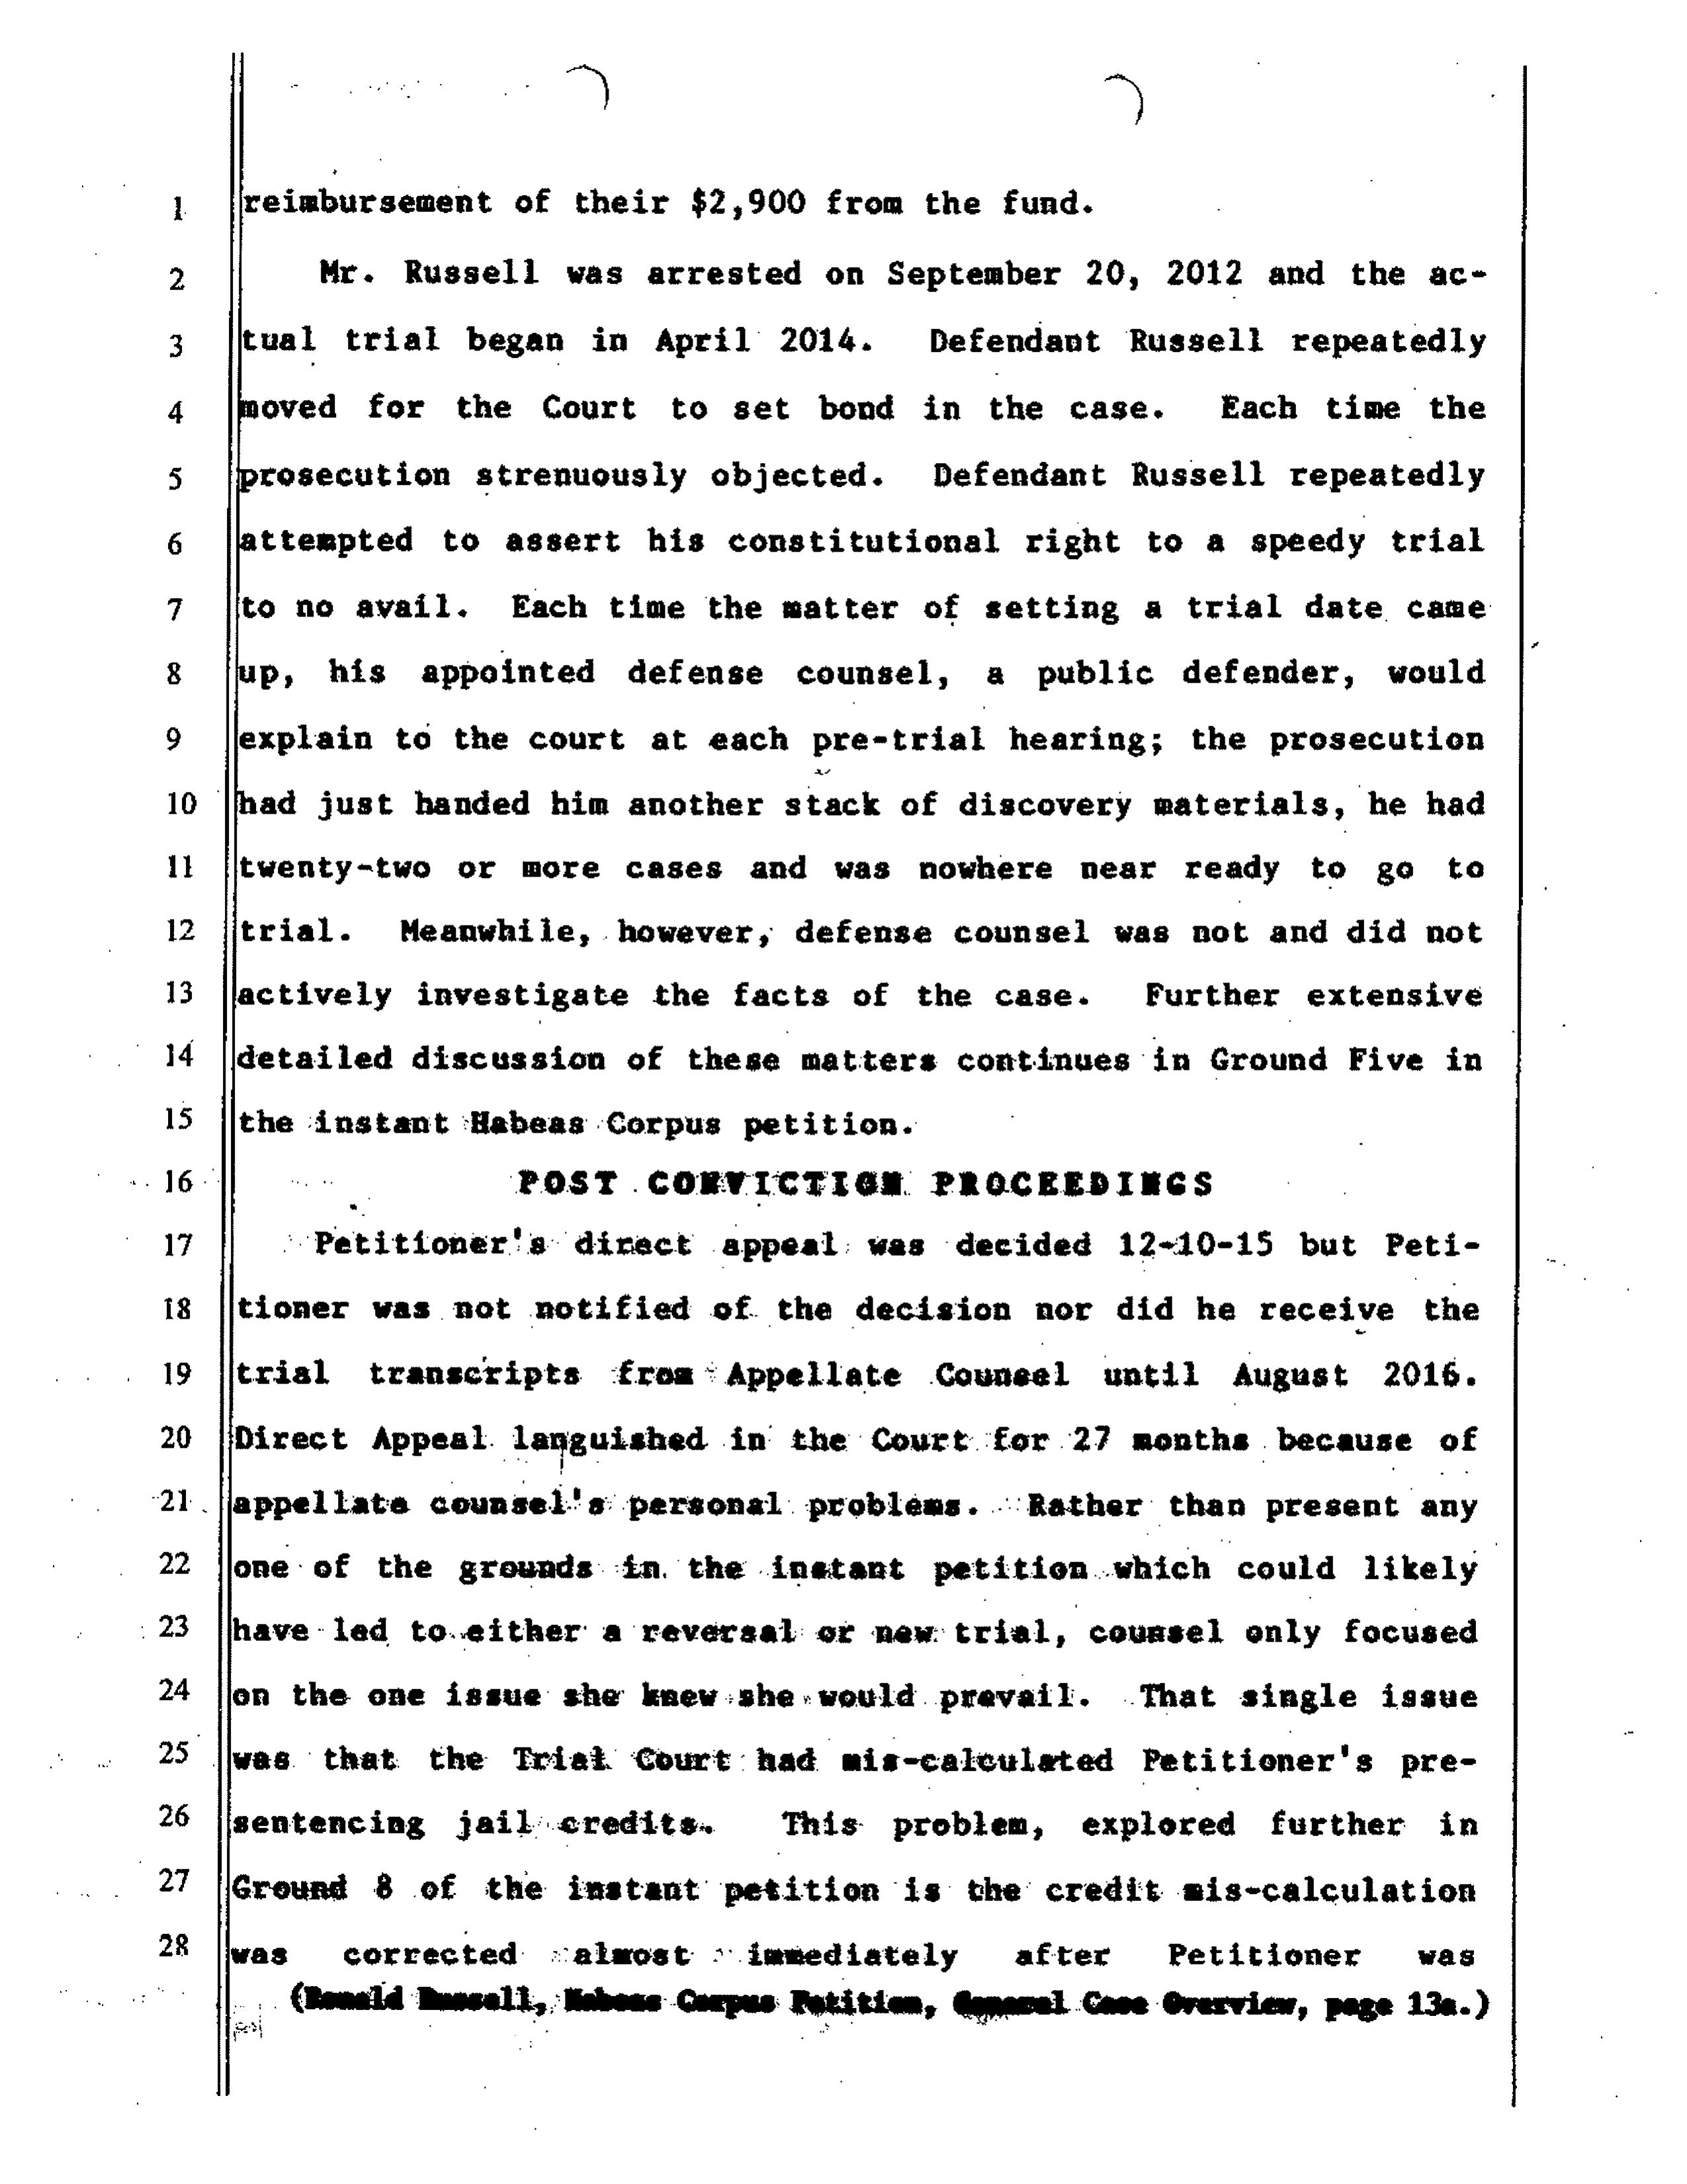 1 reimbursement of their $2,900 from the fund.
2 Mr. Russell was arrested on September 20, 2012 and the ac-
3 tual trial began in April 2014. Defendant Russell repeatedly
4 moved for the Court to set bond in the case. Each time the
5 prosecution strenuously objected. Defendant Russell repeatedly
6 attempted to assert his constitutional right to a speedy trial
7 to no avail. Each time the matter of setting a trial date came
8 up, his appointed defense counsel, a public defender, would
9 explain to the court at each pre-trial hearing; the prosecution
10 had just handed him another stack of discovery materials, he had
11 twenty-two or more cases and was nowhere near ready to go to
12 trial. Meanwhile, however, defense counsel was not and did not
13 actively investigate the facts of the case. Further extensive
14 detailed discussion of these matters continues in Ground Five in
15 the instant Habeas Corpus petition.
16 POST CONVICTION PROCEEDINGS
17 Petitioner's direct appeal was decided 12-10-15 but Peti-
18 tioner was not notified of the decision nor did he receive the
19 trial transcripts from Appellate Counsel until August 2016.
20 Direct Appeal languished in the Court for 27 months because of
21 appellate counsel's personal problems. Rather than present any
22 one of the grounds in the instant petition which could likely
23 have led to either a reversal or new trial, counsel only focused
24 on the one issue she knew she would prevail. That single issue
25 was that the Trial Court had mis-calculated Petitioner's pre-
26 sentencing jail credits. This problem, explored further in
27 Ground 8 of the instant petition is the credit mis-calculation
28 was corrected almost immediately after Petitioner was
(Ronald Russell, Habeas Corpus Petition, General Case Overview, page 13a.)